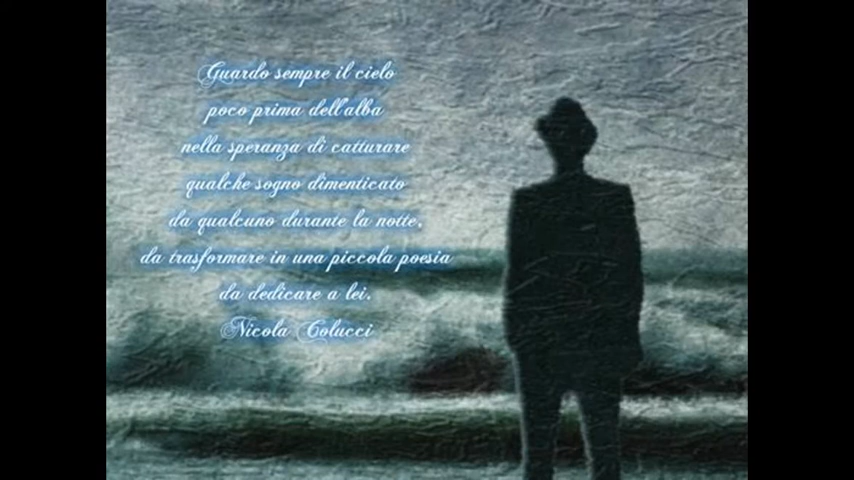 Guardo sempre il cielo
poco prima dell'alba
nella speranza di catturare
qualche sogno dimenticato
da qualcuno durante la notte,
da trasformare in una piccola poesia
da dedicare a lei.
Nicola Colucci